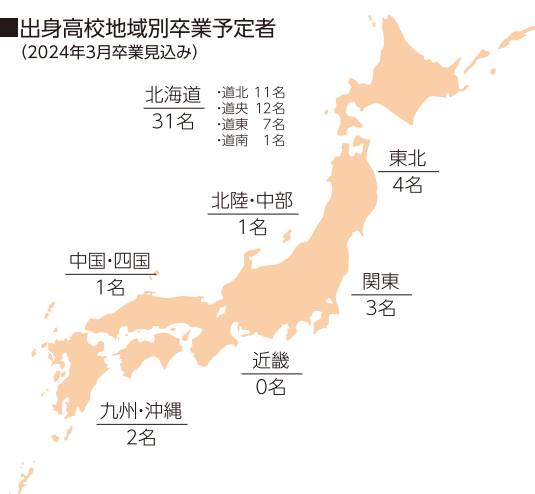 ■出身高校地域別卒業予定者
（2024年3月卒業見込み）
北海道
31名
・道北 11名
・道央 12名
・道東 7名
・道南 1名
東北
4名
北陸・中部
1名
中国・四国
1名
関東
3名
近畿
0名
九州・沖縄
2名